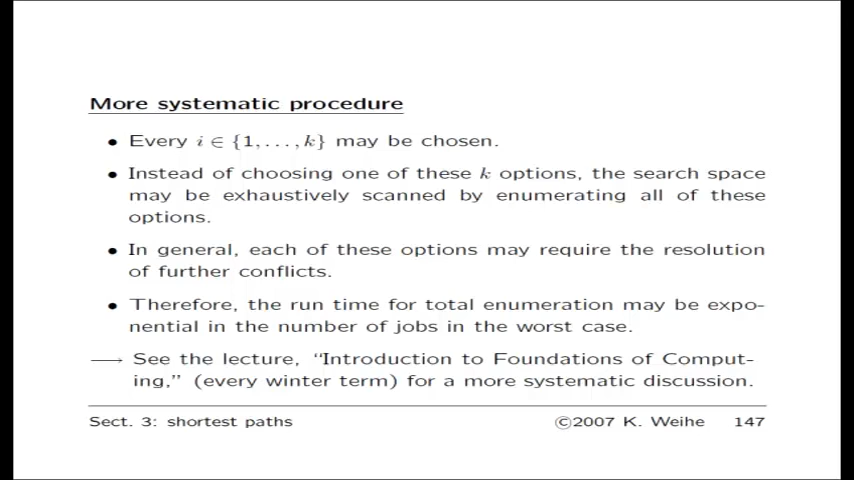 More systematic procedure
• Every i ∈ {1, . . . , k} may be chosen.
• Instead of choosing one of these k options, the search space
may be exhaustively scanned by enumerating all of these
options.
• In general, each of these options may require the resolution
of further conflicts.
• Therefore, the run time for total enumeration may be expo-
nential in the number of jobs in the worst case.
⟶ See the lecture, “Introduction to Foundations of Comput-
ing,” (every winter term) for a more systematic discussion.
Sect. 3: shortest paths ©2007 K. Weihe 147